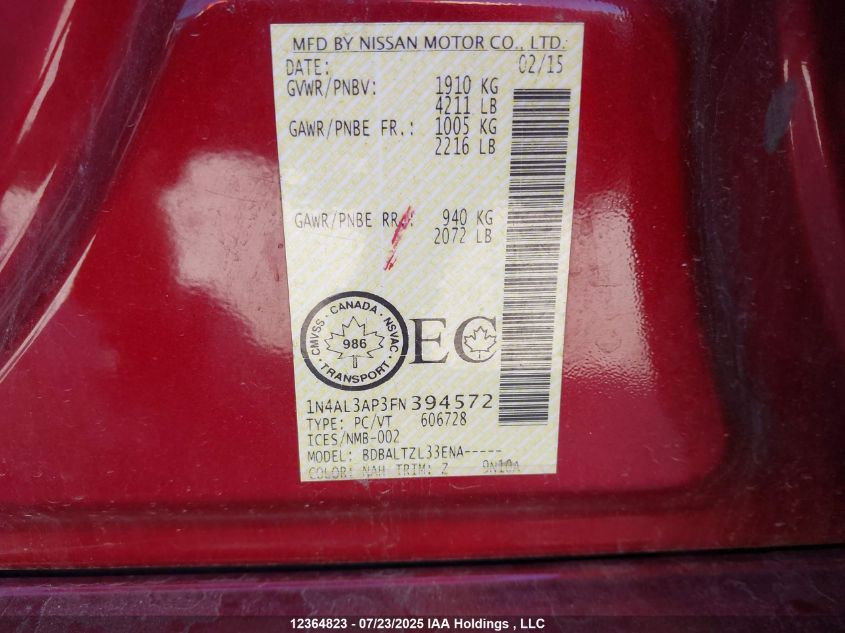 MFD BY NISSAN MOTOR CO., LTD.
DATE: 02/15
GVWR/PNBV: 1910 KG
4211 LB
GAWR/PNBE FR.: 1005 KG
2216 LB
GAWR/PNBE RR.: 940 KG
2072 LB
CMVSS · CANADA · NSVAC
986
TRANSPORT
EC
1N4AL3AP3FN394572
TYPE: PC/VT 606728
ICES/NMB-002
MODEL: BDBALTZL33ENA-----
COLOR: NAH TRIM: Z
12364823 - 07/23/2025 IAA Holdings , LLC